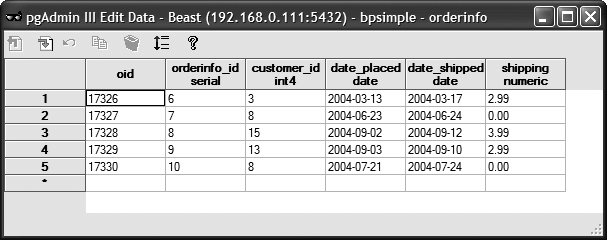 pgAdmin III Edit Data - Beast (192.168.0.111:5432) - bpsimple - orderinfo
?
oid orderinfo_id serial customer_id int4 date_placed date date_shipped date shipping numeric
1 17326 6 3 2004-03-13 2004-03-17 2.99
2 17327 7 8 2004-06-23 2004-06-24 0.00
3 17328 8 15 2004-09-02 2004-09-12 3.99
4 17329 9 13 2004-09-03 2004-09-10 2.99
5 17330 10 8 2004-07-21 2004-07-24 0.00
*